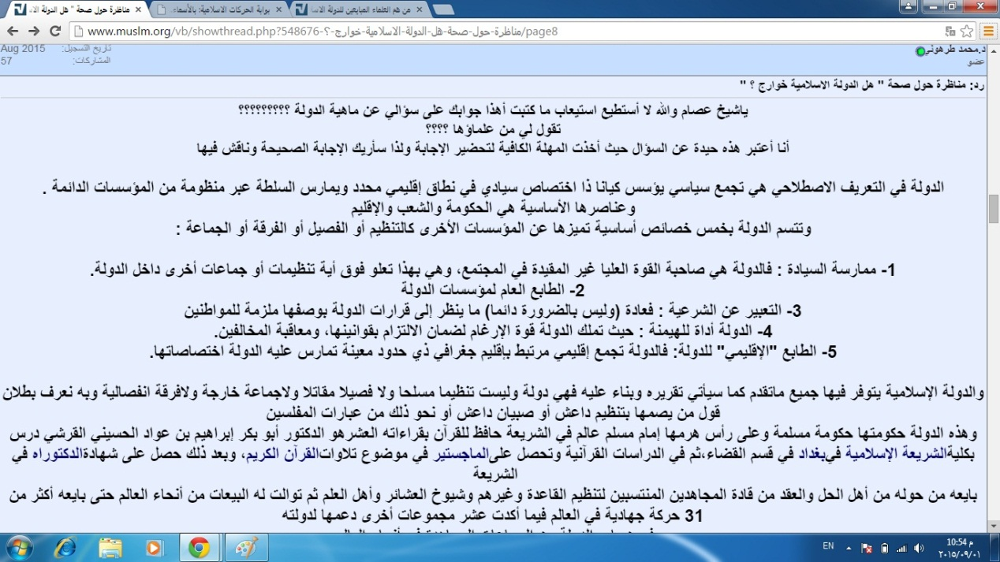 مناظرة حول صحة " هل الدولة الاس
بوابة الحركات الاسلامية: بالأسماء
من هم العلماء المبايعين للدولة الاسلا
www.muslm.org/vb/showthread.php?548676-مناظرة-حول-صحة-هل-الدولة-الاسلامية-خوارج-؟/page8
د.محمد طرهوني
عضو
تاريخ التسجيل: Aug 2015
المشاركات: 57
رد: مناظرة حول صحة " هل الدولة الاسلامية خوارج ؟ "
ياشيخ عصام والله لا أستطيع استيعاب ما كتبت أهذا جوابك على سؤالي عن ماهية الدولة ؟؟؟؟؟؟؟؟؟
تقول لي من علماؤها ؟؟؟؟
أنا أعتبر هذه حيدة عن السؤال حيث أخذت المهلة الكافية لتحضير الإجابة ولذا سأريك الإجابة الصحيحة وناقش فيها
الدولة في التعريف الاصطلاحي هي تجمع سياسي يؤسس كيانا ذا اختصاص سيادي في نطاق إقليمي محدد ويمارس السلطة عبر منظومة من المؤسسات الدائمة .
وعناصرها الأساسية هي الحكومة والشعب والإقليم
وتتسم الدولة بخمس خصائص أساسية تميزها عن المؤسسات الأخرى كالتنظيم أو الفصيل أو الفرقة أو الجماعة :
1- ممارسة السيادة : فالدولة هي صاحبة القوة العليا غير المقيدة في المجتمع، وهي بهذا تعلو فوق أية تنظيمات أو جماعات أخرى داخل الدولة.
2- الطابع العام لمؤسسات الدولة
3- التعبير عن الشرعية : فعادة (وليس بالضرورة دائما) ما ينظر إلى قرارات الدولة بوصفها ملزمة للمواطنين
4- الدولة أداة للهيمنة : حيث تملك الدولة قوة الإرغام لضمان الالتزام بقوانينها، ومعاقبة المخالفين.
5- الطابع "الإقليمي" للدولة: فالدولة تجمع إقليمي مرتبط بإقليم جغرافي ذي حدود معينة تمارس عليه الدولة اختصاصاتها.
والدولة الإسلامية يتوفر فيها جميع ماتقدم كما سيأتي تقريره وبناء عليه فهي دولة وليست تنظيما مسلحا ولا فصيلا مقاتلا ولاجماعة خارجة ولافرقة انفصالية وبه نعرف بطلان
قول من يصمها بتنظيم داعش أو صبيان داعش أو نحو ذلك من عبارات المفلسين
وهذه الدولة حكومتها حكومة مسلمة وعلى رأس هرمها إمام مسلم عالم في الشريعة حافظ للقرآن بقراءاته العشرهو الدكتور أبو بكر إبراهيم بن عواد الحسيني القرشي درس
بكليةالشريعة الإسلامية فيبغداد في قسم القضاء،ثم في الدراسات القرآنية وتحصل علىالماجستير في موضوع تلاواتالقرآن الكريم، وبعد ذلك حصل على شهادةالدكتوراه في
الشريعة
بايعه من حوله من أهل الحل والعقد من قادة المجاهدين المنتسبين لتنظيم القاعدة وغيرهم وشيوخ العشائر وأهل العلم ثم توالت له البيعات من أنحاء العالم حتى بايعه أكثر من
31 حركة جهادية في العالم فيما أكدت عشر مجموعات أخرى دعمها لدولته
EN
10:54 م
٢٠١٥/٠٩/٠١